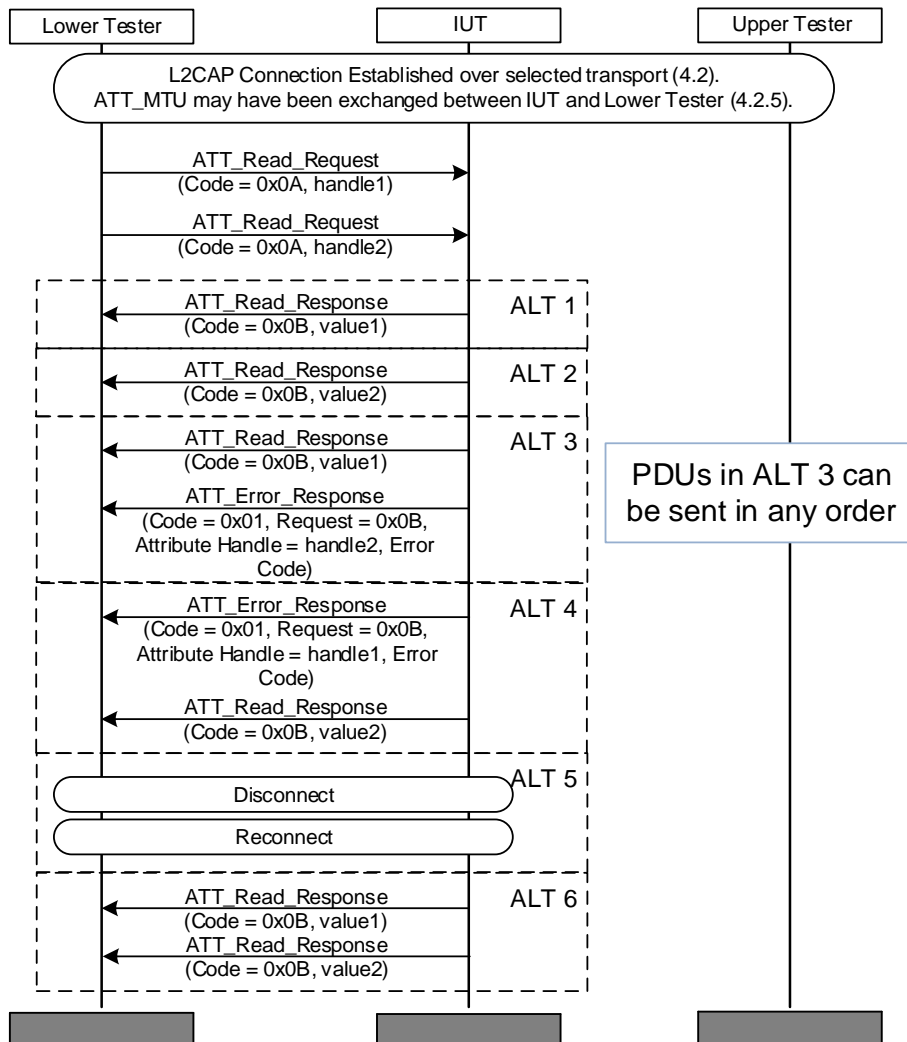 Lower Tester
IUT
Upper Tester
L2CAP Connection Established over selected transport (4.2).
ATT_MTU may have been exchanged between IUT and Lower Tester (4.2.5).
ATT_Read_Request
(Code = 0x0A, handle1)
ATT_Read_Request
(Code = 0x0A, handle2)
ALT 1
ATT_Read_Response
(Code = 0x0B, value1)
ALT 2
ATT_Read_Response
(Code = 0x0B, value2)
ALT 3
ATT_Read_Response
(Code = 0x0B, value1)
ATT_Error_Response
(Code = 0x01, Request = 0x0B,
Attribute Handle = handle2, Error
Code)
PDUs in ALT 3 can
be sent in any order
ALT 4
ATT_Error_Response
(Code = 0x01, Request = 0x0B,
Attribute Handle = handle1, Error
Code)
ATT_Read_Response
(Code = 0x0B, value2)
ALT 5
Disconnect
Reconnect
ALT 6
ATT_Read_Response
(Code = 0x0B, value1)
ATT_Read_Response
(Code = 0x0B, value2)